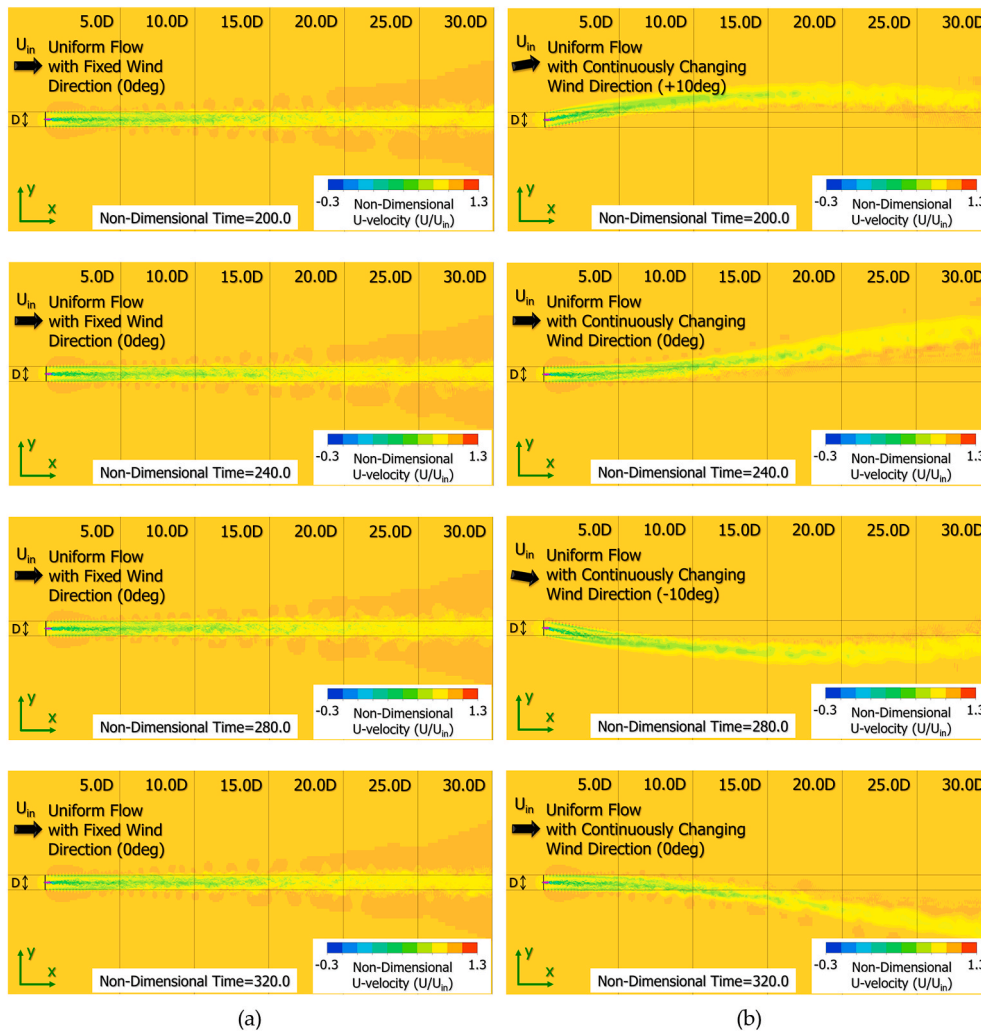 5.0D 10.0D 15.0D 20.0D 25.0D 30.0D
Uin Uniform Flow
with Fixed Wind
Direction (0deg)
D
y
x
Non-Dimensional Time=200.0
-0.3 Non-Dimensional 1.3
U-velocity (U/Uin)
5.0D 10.0D 15.0D 20.0D 25.0D 30.0D
Uin Uniform Flow
with Continuously Changing
Wind Direction (+10deg)
D
y
x
Non-Dimensional Time=200.0
-0.3 Non-Dimensional 1.3
U-velocity (U/Uin)
5.0D 10.0D 15.0D 20.0D 25.0D 30.0D
Uin Uniform Flow
with Fixed Wind
Direction (0deg)
D
y
x
Non-Dimensional Time=240.0
-0.3 Non-Dimensional 1.3
U-velocity (U/Uin)
5.0D 10.0D 15.0D 20.0D 25.0D 30.0D
Uin Uniform Flow
with Continuously Changing
Wind Direction (0deg)
D
y
x
Non-Dimensional Time=240.0
-0.3 Non-Dimensional 1.3
U-velocity (U/Uin)
5.0D 10.0D 15.0D 20.0D 25.0D 30.0D
Uin Uniform Flow
with Fixed Wind
Direction (0deg)
D
y
x
Non-Dimensional Time=280.0
-0.3 Non-Dimensional 1.3
U-velocity (U/Uin)
5.0D 10.0D 15.0D 20.0D 25.0D 30.0D
Uin Uniform Flow
with Continuously Changing
Wind Direction (-10deg)
D
y
x
Non-Dimensional Time=280.0
-0.3 Non-Dimensional 1.3
U-velocity (U/Uin)
5.0D 10.0D 15.0D 20.0D 25.0D 30.0D
Uin Uniform Flow
with Fixed Wind
Direction (0deg)
D
y
x
Non-Dimensional Time=320.0
-0.3 Non-Dimensional 1.3
U-velocity (U/Uin)
5.0D 10.0D 15.0D 20.0D 25.0D 30.0D
Uin Uniform Flow
with Continuously Changing
Wind Direction (0deg)
D
y
x
Non-Dimensional Time=320.0
-0.3 Non-Dimensional 1.3
U-velocity (U/Uin)
(a) (b)